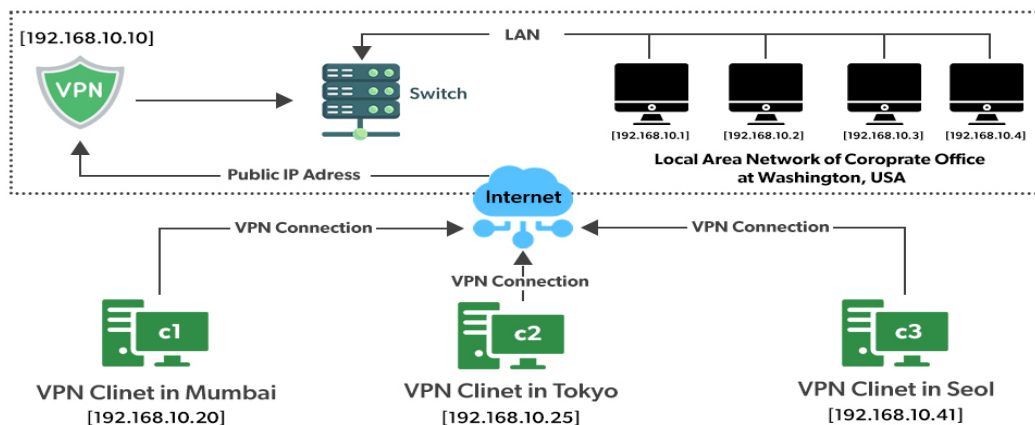 [192.168.10.10]
VPN
Switch
LAN
[192.168.10.1]
[192.168.10.2]
[192.168.10.3]
[192.168.10.4]
Local Area Network of Coroprate Office
at Washington, USA
Public IP Adress
Internet
VPN Connection
VPN Connection
VPN Connection
c1
c2
c3
VPN Clinet in Mumbai
[192.168.10.20]
VPN Clinet in Tokyo
[192.168.10.25]
VPN Clinet in Seol
[192.168.10.41]